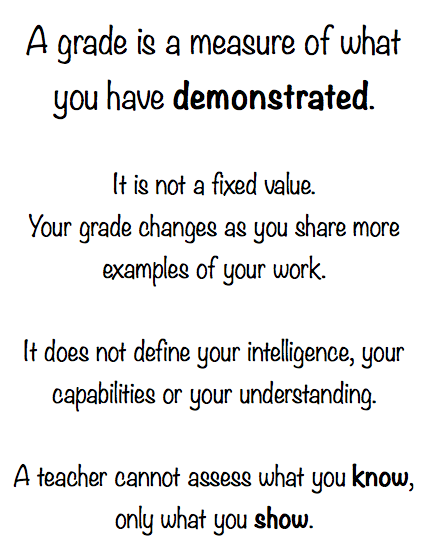 A grade is a measure of what
you have demonstrated.
It is not a fixed value.
Your grade changes as you share more
examples of your work.
It does not define your intelligence, your
capabilities or your understanding.
A teacher cannot assess what you know,
only what you show.